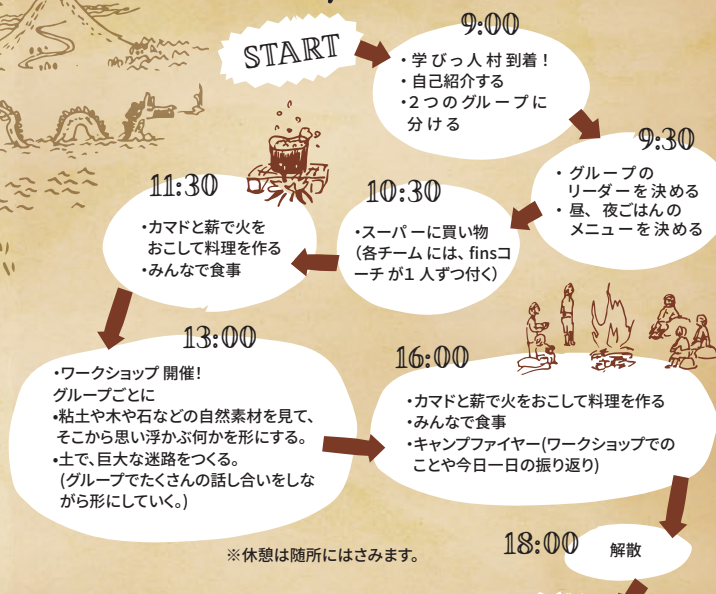 START
9:00
・学びっ人村到着！
・自己紹介する
・２つのグループに
分ける
9:30
・グループの
リーダーを決める
・昼、夜ごはんの
メニューを決める
10:30
・スーパーに買い物
（各チームには、finsコ
ーチが１人ずつ付く）
11:30
・カマドと薪で火を
おこして料理を作る
・みんなで食事
13:00
・ワークショップ開催！
グループごとに
・粘土や木や石などの自然素材を見て、
そこから思い浮かぶ何かを形にする。
・土で、巨大な迷路をつくる。
(グループでたくさんの話し合いをしな
がら形にしていく。)
16:00
・カマドと薪で火をおこして料理を作る
・みんなで食事
・キャンプファイヤー(ワークショップでの
ことや今日一日の振り返り)
18:00
解散
※休憩は随所にはさみます。